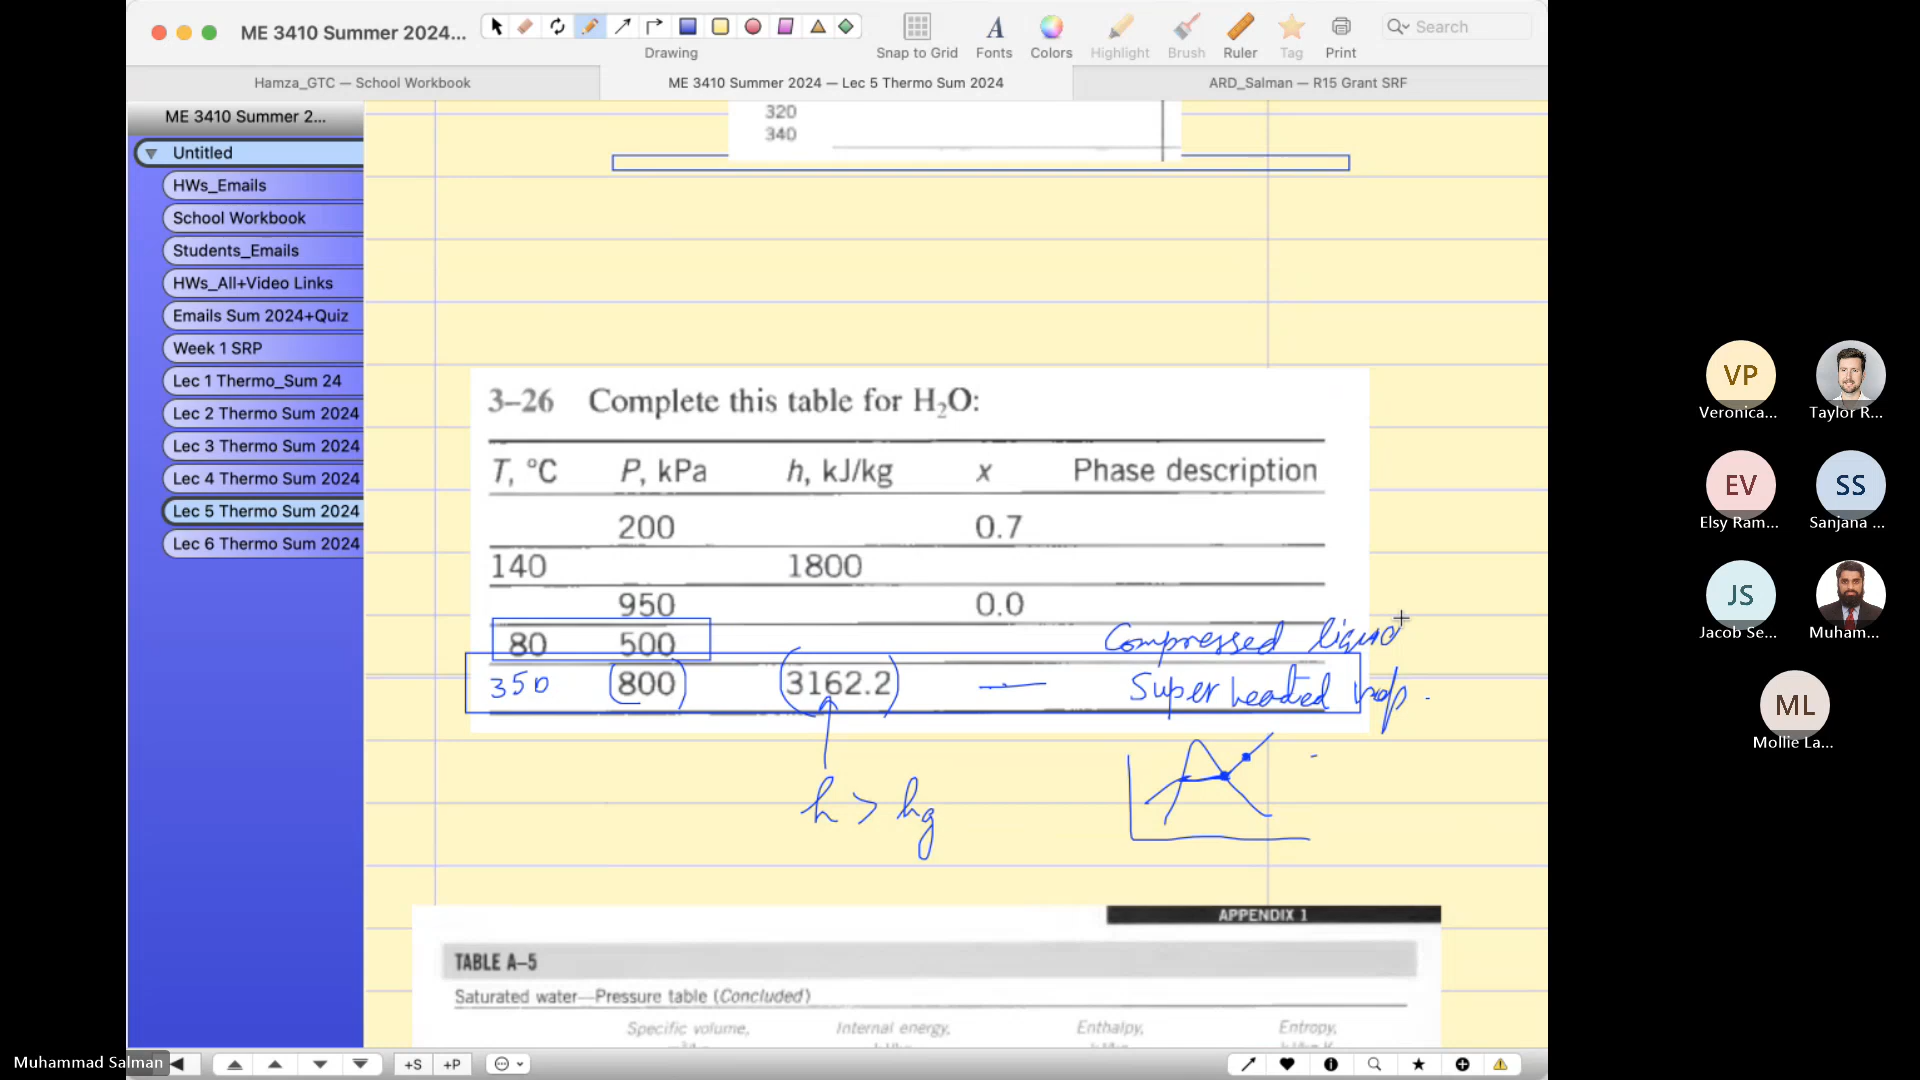 ME 3410 Summer 2024...
Drawing
Snap to Grid
Fonts
Colors
Highlight
Brush
Ruler
Tag
Print
Search
Hamza_GTC — School Workbook
ME 3410 Summer 2024 — Lec 5 Thermo Sum 2024
ARD_Salman — R15 Grant SRF
ME 3410 Summer 2...
Untitled
HWs_Emails
School Workbook
Students_Emails
HWs_All+Video Links
Emails Sum 2024+Quiz
Week 1 SRP
Lec 1 Thermo_Sum 24
Lec 2 Thermo Sum 2024
Lec 3 Thermo Sum 2024
Lec 4 Thermo Sum 2024
Lec 5 Thermo Sum 2024
Lec 6 Thermo Sum 2024
320
340
3–26 Complete this table for H₂O:
T, °C P, kPa h, kJ/kg x Phase description
200 0.7
140 1800
950 0.0
80 500 Compressed liquid
350 800 3162.2 — Super heated vap.
h > hg
APPENDIX 1
TABLE A–5
Saturated water—Pressure table (Concluded)
Specific volume, Internal energy, Enthalpy, Entropy,
+S +P
Muhammad Salman
VP
Veronica...
Taylor R...
EV
Elsy Ram...
SS
Sanjana ...
JS
Jacob Se...
Muham...
ML
Mollie La...